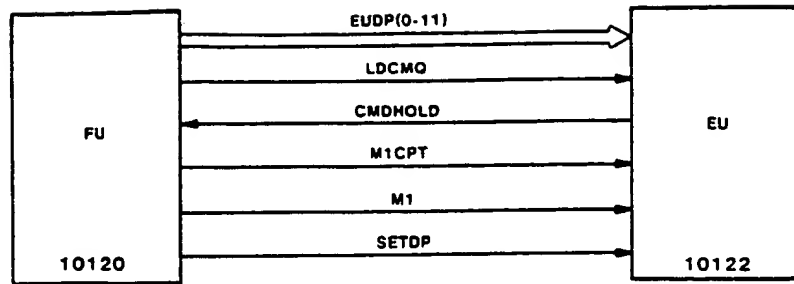 EUDP(0-11)
LDCMQ
CMDHOLD
FU
EU
M1CPT
M1
SETDP
10120
10122